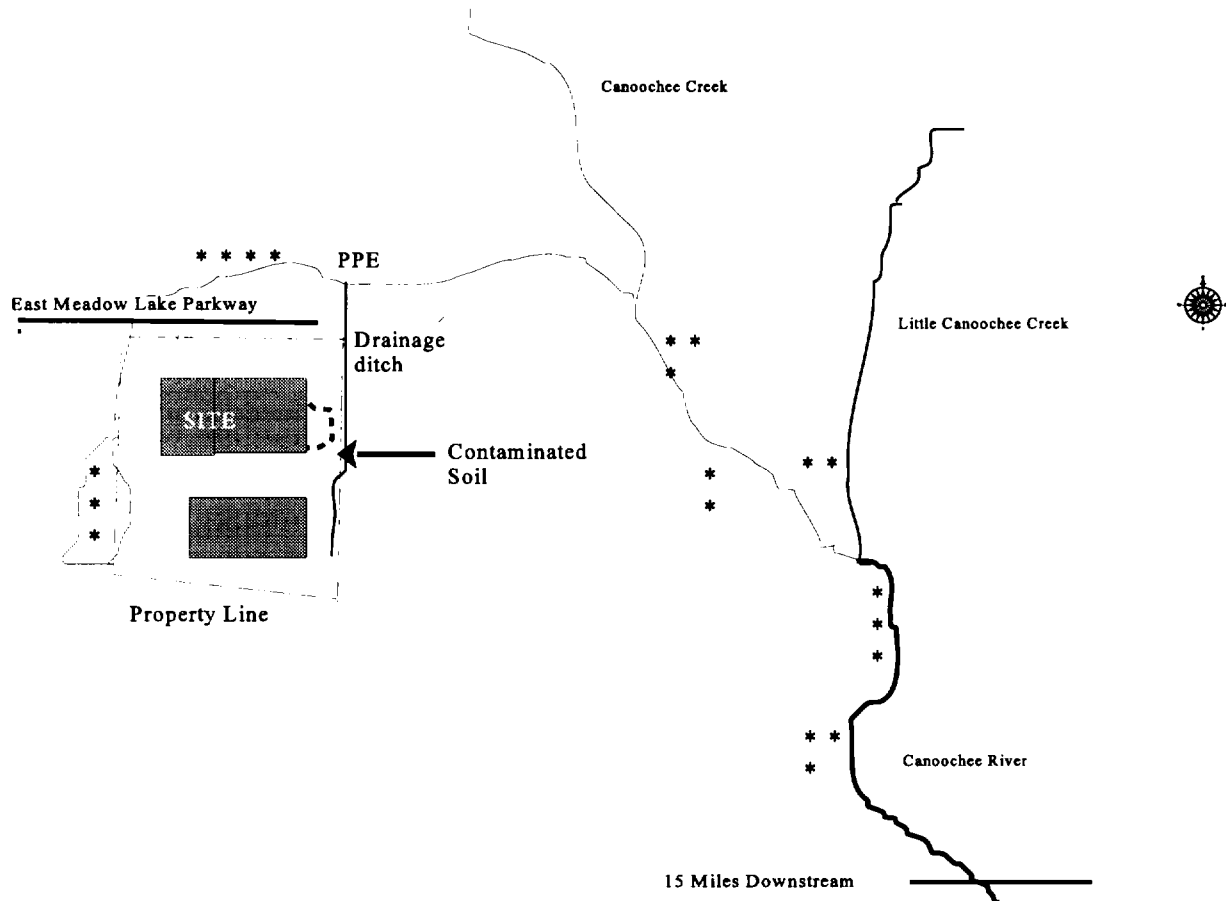 Canoochee Creek
* * * *
PPE
East Meadow Lake Parkway
Little Canoochee Creek
Drainage
ditch
* *
*
SITE
Contaminated
Soil
* *
*
*
*
*
*
*
Property Line
*
*
*
* *
*
Canoochee River
15 Miles Downstream